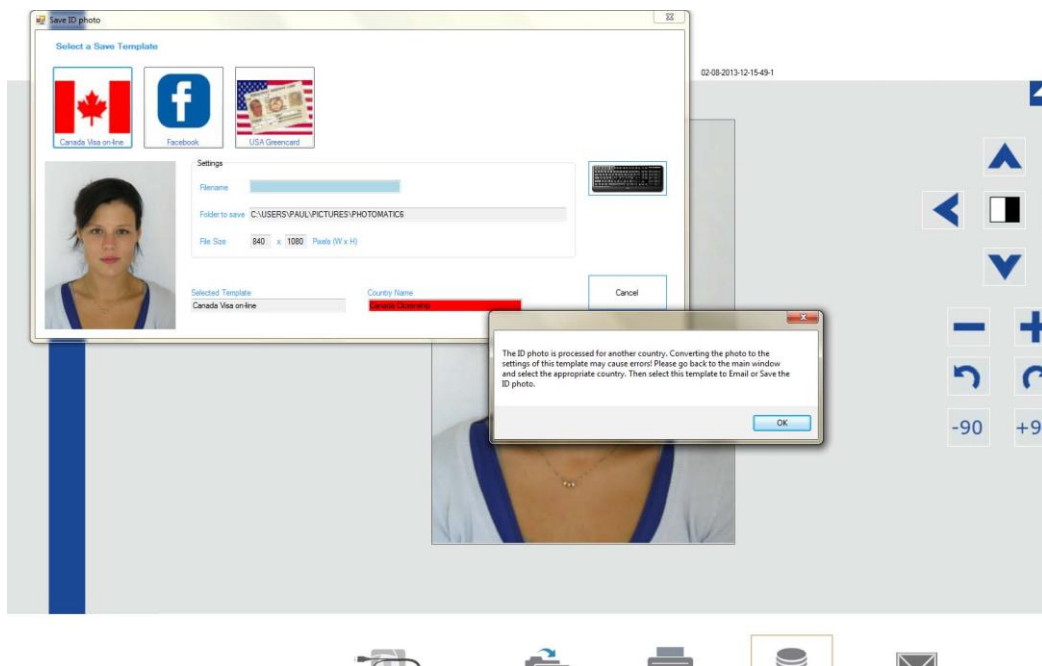 Save ID photo
Select a Save Template
02-08-2013-12-15-49-1
Canada Visa on-line
Facebook
USA Greencard
Settings
Filename
Folder to save C:\USERS\PAUL\PICTURES\PHOTOMATIC6
File Size 840 x 1080 Pixels (W x H)
Selected Template
Country Name
Canada Visa on-line
Canada Citizenship
Cancel
The ID photo is processed for another country. Converting the photo to the
settings of this template may cause errors! Please go back to the main window
and select the appropriate country. Then select this template to Email or Save the
ID photo.
OK
-90
+9